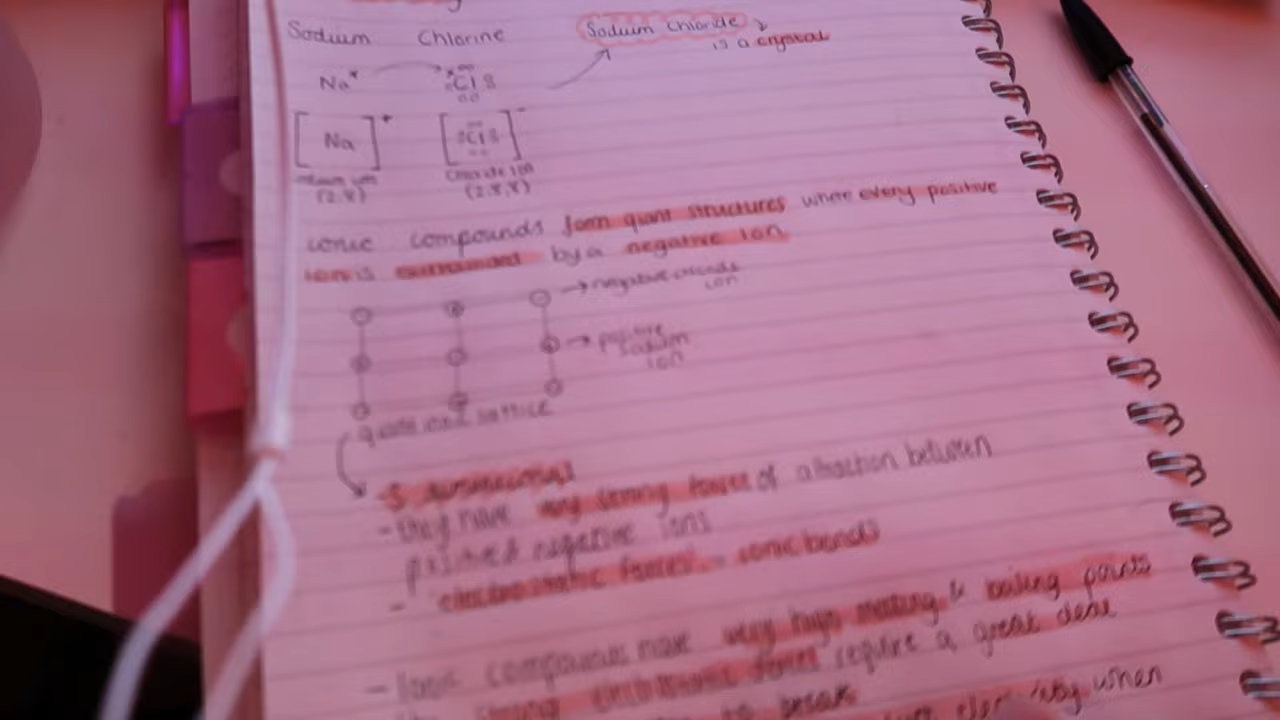 Sodium Chlorine Sodium Chloride
is a crystal
Na Cl
[Na]+ [Cl]-
Chloride ion
(2,8) (2,8,8)
ionic compounds form giant structures where every positive
ion is surrounded by a negative ion
negative chloride
ion
positive
sodium
ion
giant ionic lattice
- they have very strong forces of attraction between
positive & negative ions
- electrostatic forces - ionic bonds
- Ionic compounds have very high melting & boiling points
strong electrostatic forces require a great deal
to break
when